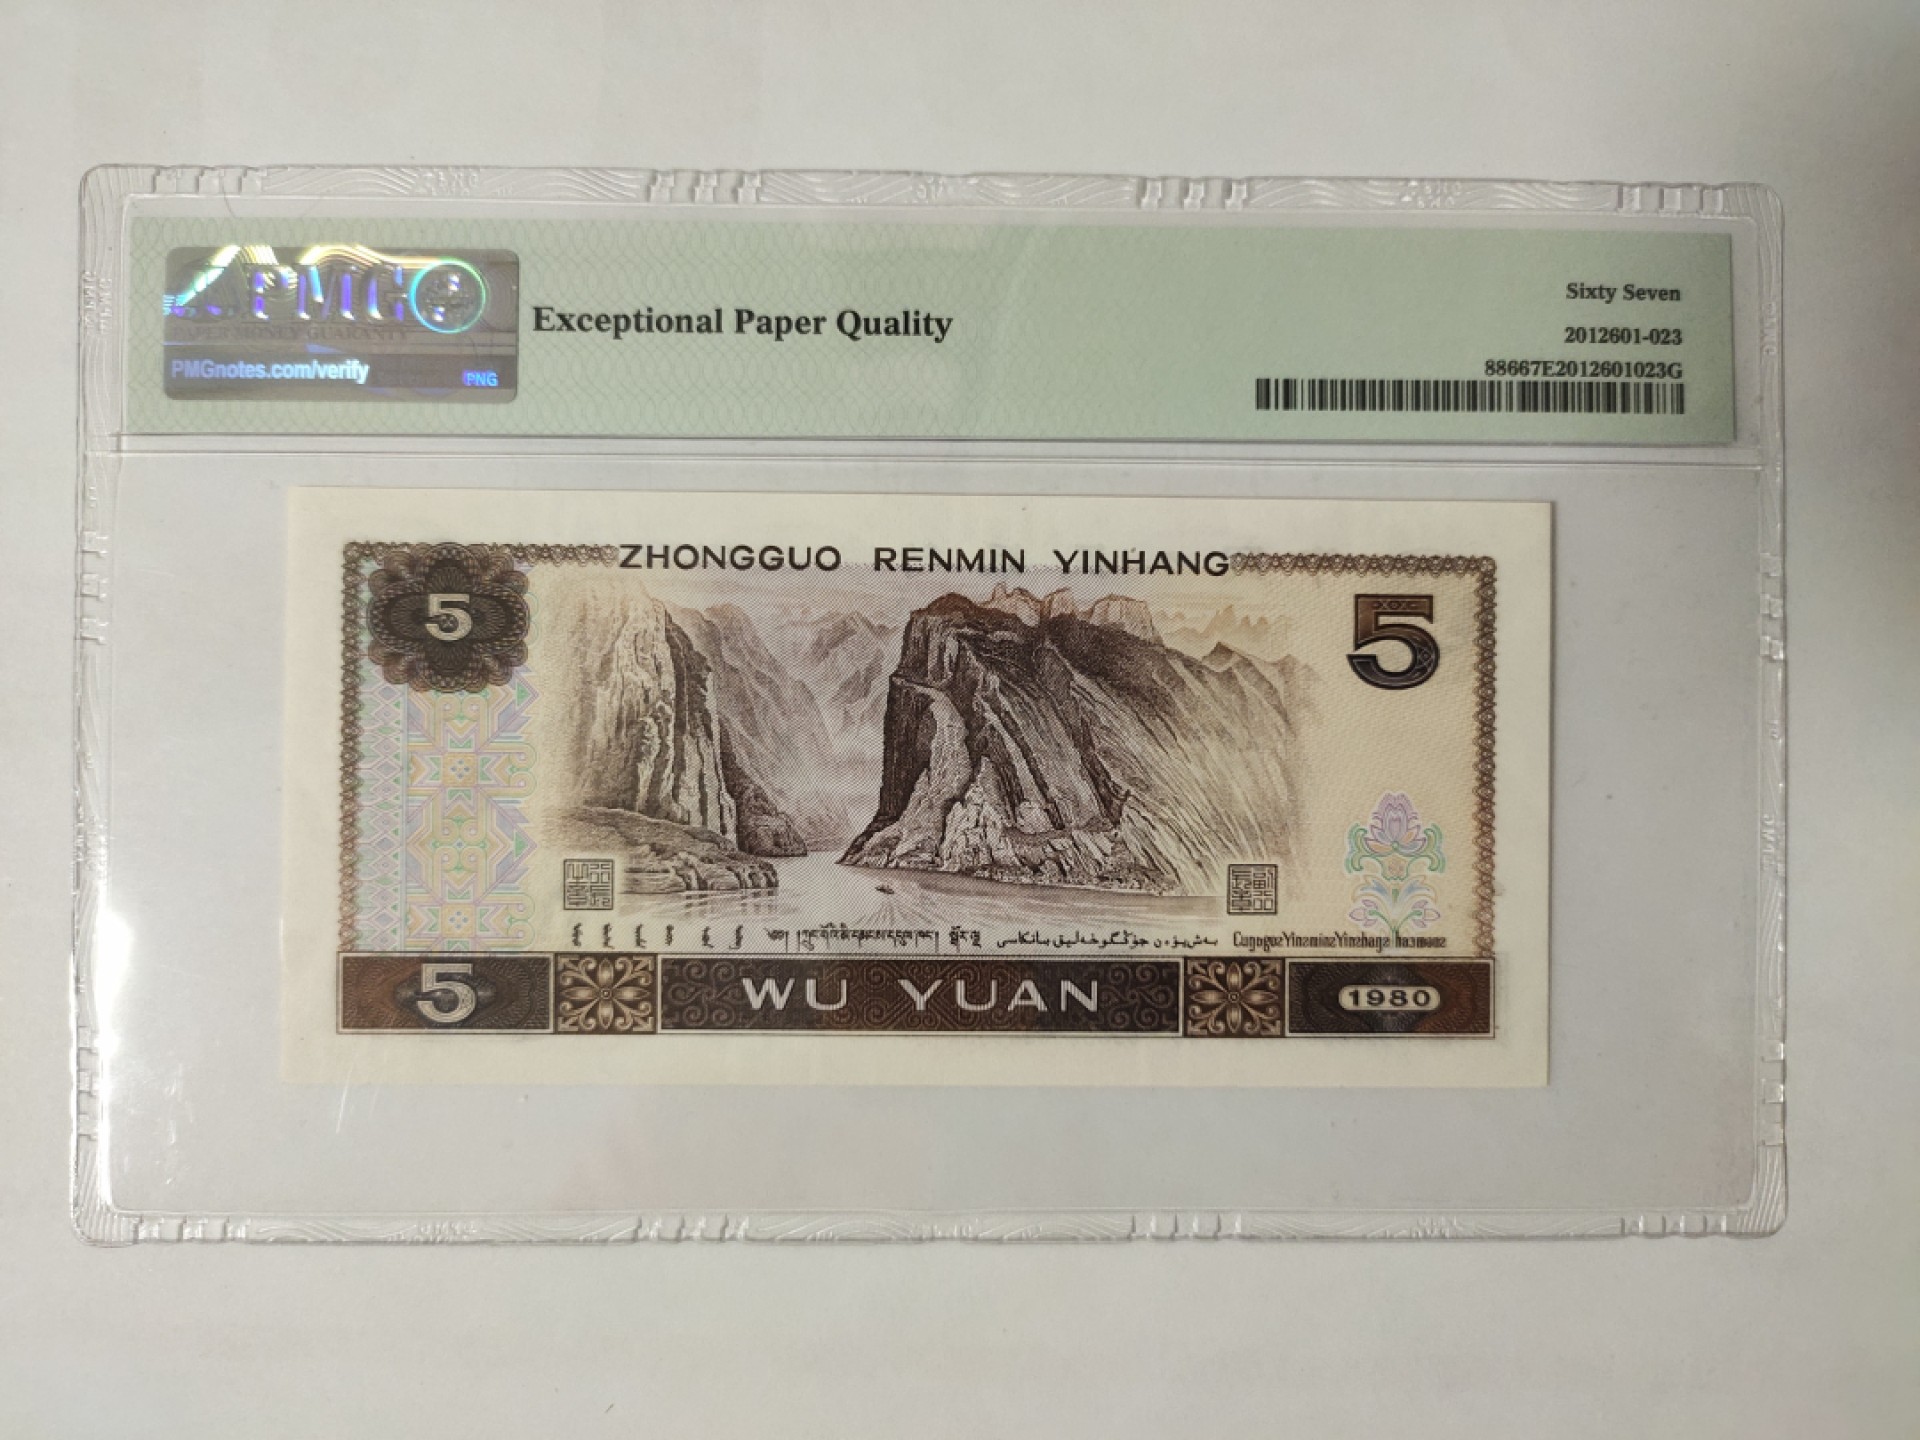 PMG
PAPER MONEY GUARANTY
PMGnotes.com/verify
PNG
Exceptional Paper Quality
Sixty Seven
2012601-023
88667E2012601023G
ZHONGGUO RENMIN YINHANG
5
5
5
WU YUAN
1980